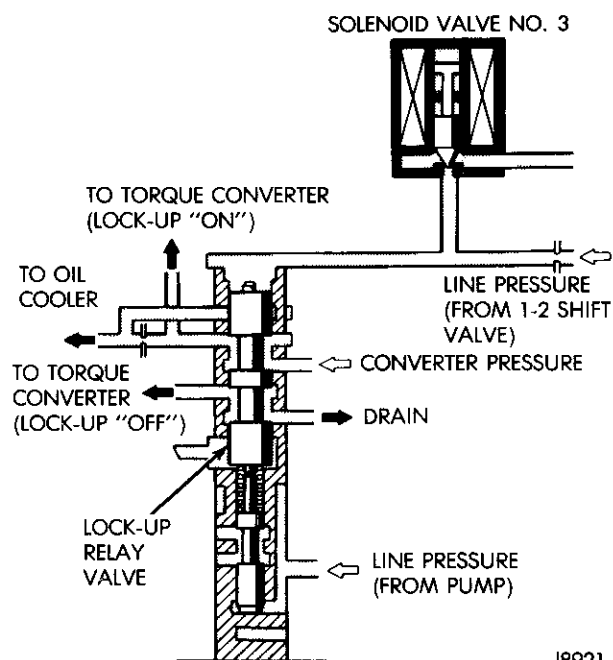 SOLENOID VALVE NO. 3
TO TORQUE CONVERTER
(LOCK-UP "ON")
TO OIL
COOLER
LINE PRESSURE
(FROM 1-2 SHIFT
VALVE)
CONVERTER PRESSURE
TO TORQUE
CONVERTER
(LOCK-UP "OFF")
DRAIN
LOCK-UP
RELAY
VALVE
LINE PRESSURE
(FROM PUMP)
J8921